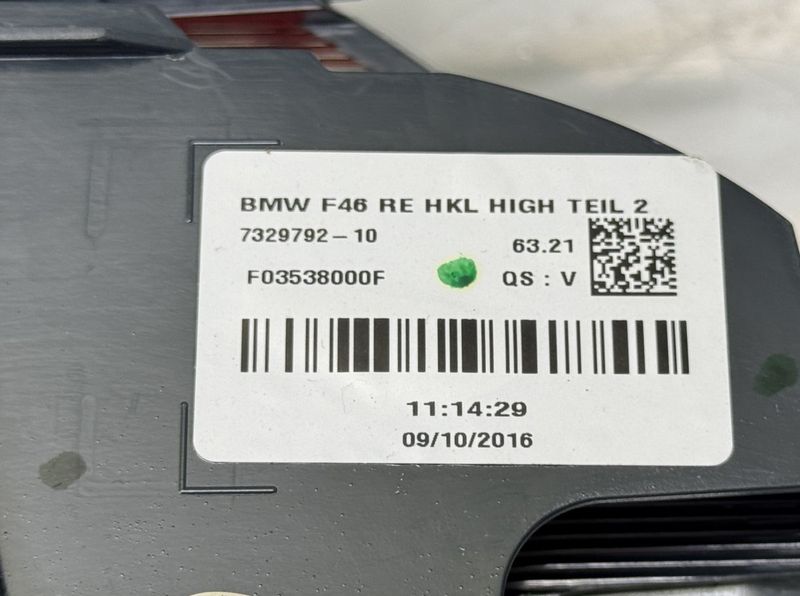 BMW F46 RE HKL HIGH TEIL 2
7329792-10
63.21
F03538000F
QS : V
11:14:29
09/10/2016